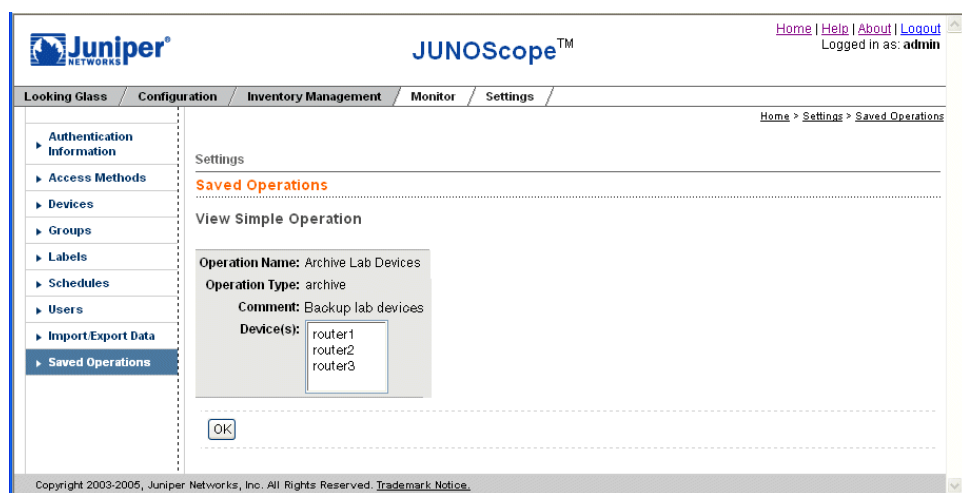 Juniper®
NETWORKS
JUNOScope™
Home | Help | About | Logout
Logged in as: admin
Looking Glass / Configuration / Inventory Management / Monitor / Settings /
Home > Settings > Saved Operations
Authentication
Information
Access Methods
Devices
Groups
Labels
Schedules
Users
Import/Export Data
Saved Operations
Settings
Saved Operations
View Simple Operation
Operation Name: Archive Lab Devices
Operation Type: archive
Comment: Backup lab devices
Device(s): router1
router2
router3
OK
Copyright 2003-2005, Juniper Networks, Inc. All Rights Reserved. Trademark Notice.